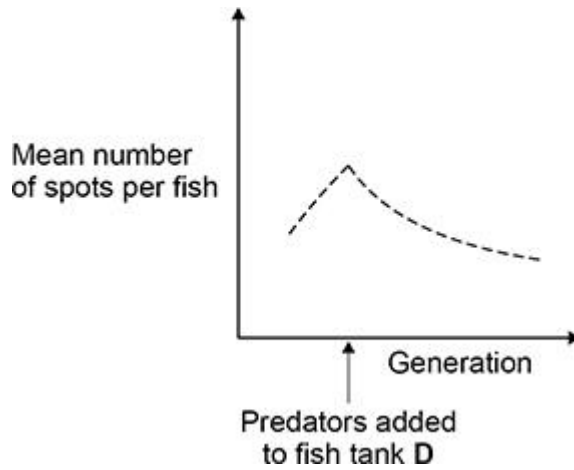 Mean number
of spots per fish
Generation
Predators added
to fish tank D